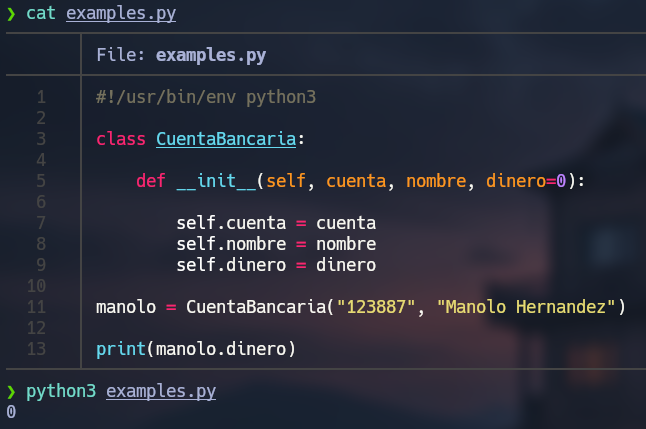 ❯ cat examples.py
File: examples.py
1 #!/usr/bin/env python3
2
3 class CuentaBancaria:
4
5     def __init__(self, cuenta, nombre, dinero=0):
6
7         self.cuenta = cuenta
8         self.nombre = nombre
9         self.dinero = dinero
10
11 manolo = CuentaBancaria("123887", "Manolo Hernandez")
12
13 print(manolo.dinero)
❯ python3 examples.py
0